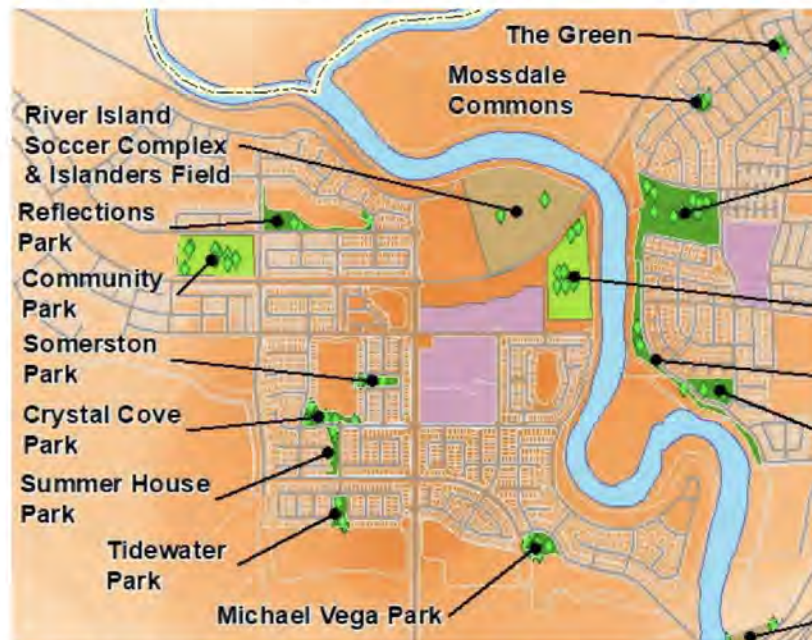 The Green
Mossdale
Commons
River Island
Soccer Complex
& Islanders Field
Reflections
Park
Community
Park
Somerston
Park
Crystal Cove
Park
Summer House
Park
Tidewater
Park
Michael Vega Park